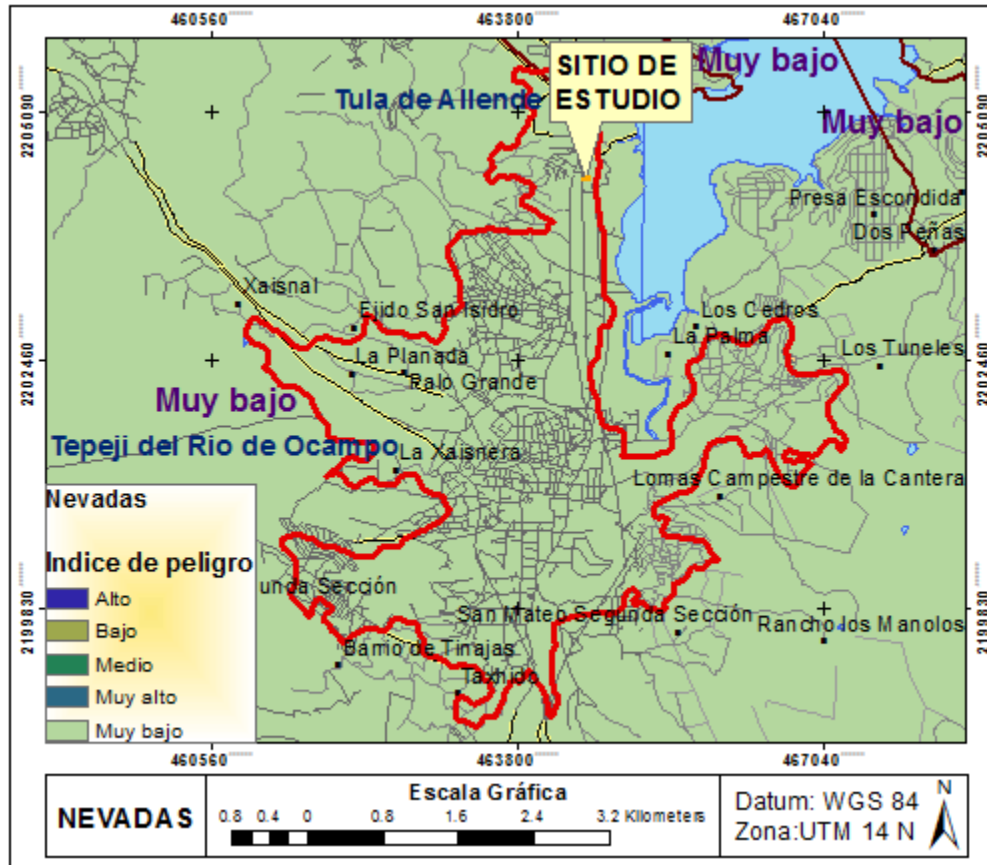 460560 463800 467040
SITIO DE
ESTUDIO
Muy bajo
Tula de Allende
2206090
2206090
Muy bajo
Presa Escondida
Dos Peñas
Xaisnal
Ejido San Isidro
Los Cedros
La Palma
La Planada
Los Tuneles
2202460
2202460
Palo Grande
Muy bajo
Tepeji del Rio de Ocampo
La Xaisnera
Lomas Campestre de la Cantera
Nevadas
Indice de peligro
Alto
Bajo
Medio
Muy alto
Muy bajo
unda Sección
San Mateo Segunda Sección
2199830
2199830
Rancho los Manolos
Barrio de Tinajas
Taxhido
460560 463800 467040
NEVADAS
Escala Gráfica
0.8 0.4 0 0.8 1.6 2.4 3.2 Kilometers
Datum: WGS 84
Zona:UTM 14 N
N